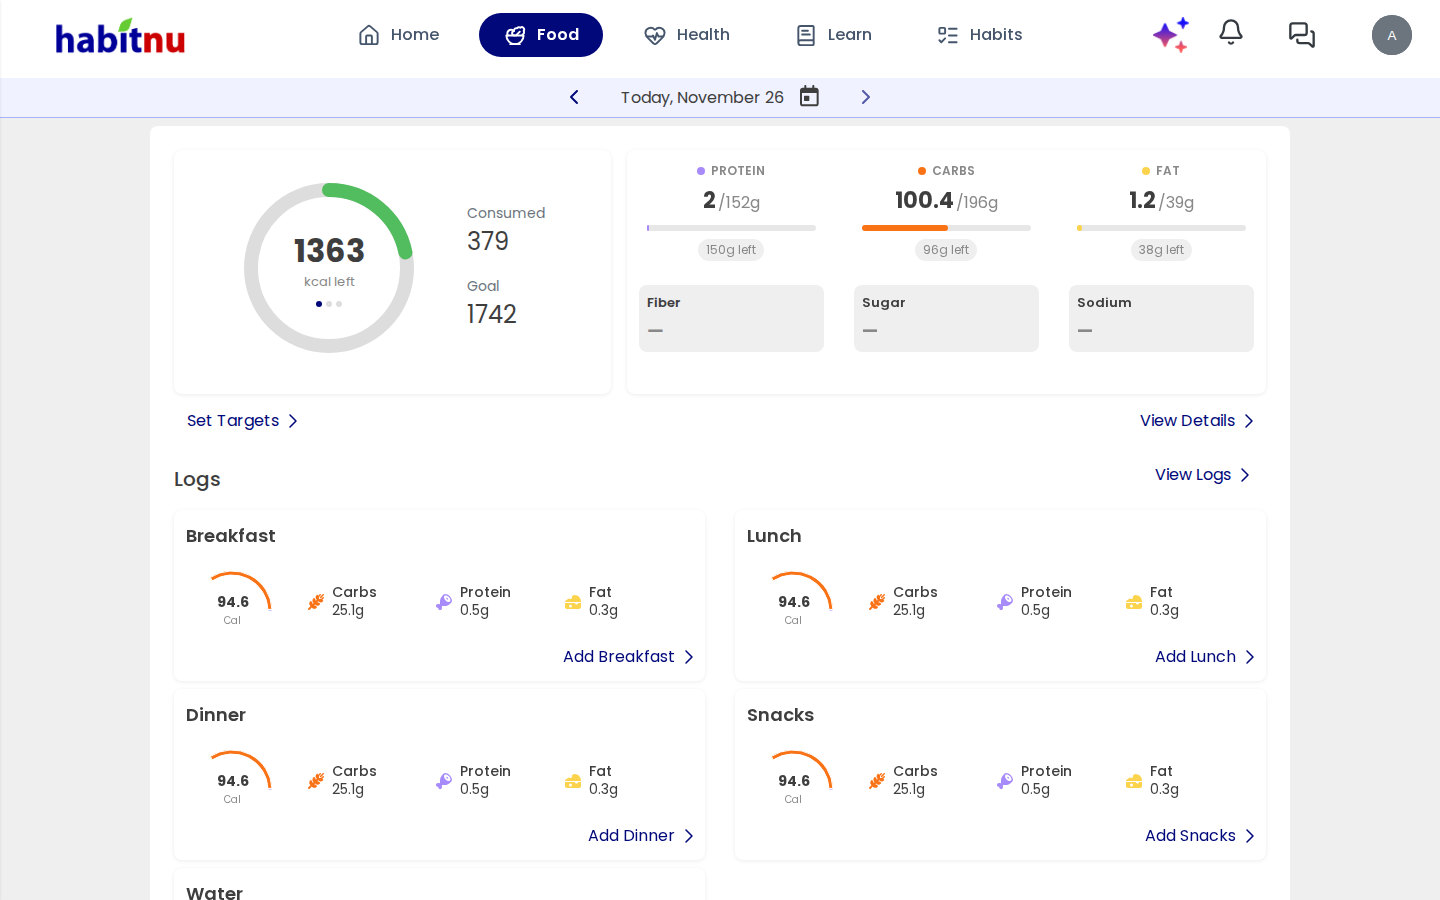 habitnu
Home
Food
Health
Learn
Habits
A
Today, November 26
1363
kcal left
Consumed
379
Goal
1742
PROTEIN
2/152g
150g left
CARBS
100.4/196g
96g left
FAT
1.2/39g
38g left
Fiber
—
Sugar
—
Sodium
—
Set Targets
View Details
Logs
View Logs
Breakfast
94.6
Cal
Carbs
25.1g
Protein
0.5g
Fat
0.3g
Add Breakfast
Lunch
94.6
Cal
Carbs
25.1g
Protein
0.5g
Fat
0.3g
Add Lunch
Dinner
94.6
Cal
Carbs
25.1g
Protein
0.5g
Fat
0.3g
Add Dinner
Snacks
94.6
Cal
Carbs
25.1g
Protein
0.5g
Fat
0.3g
Add Snacks
Water